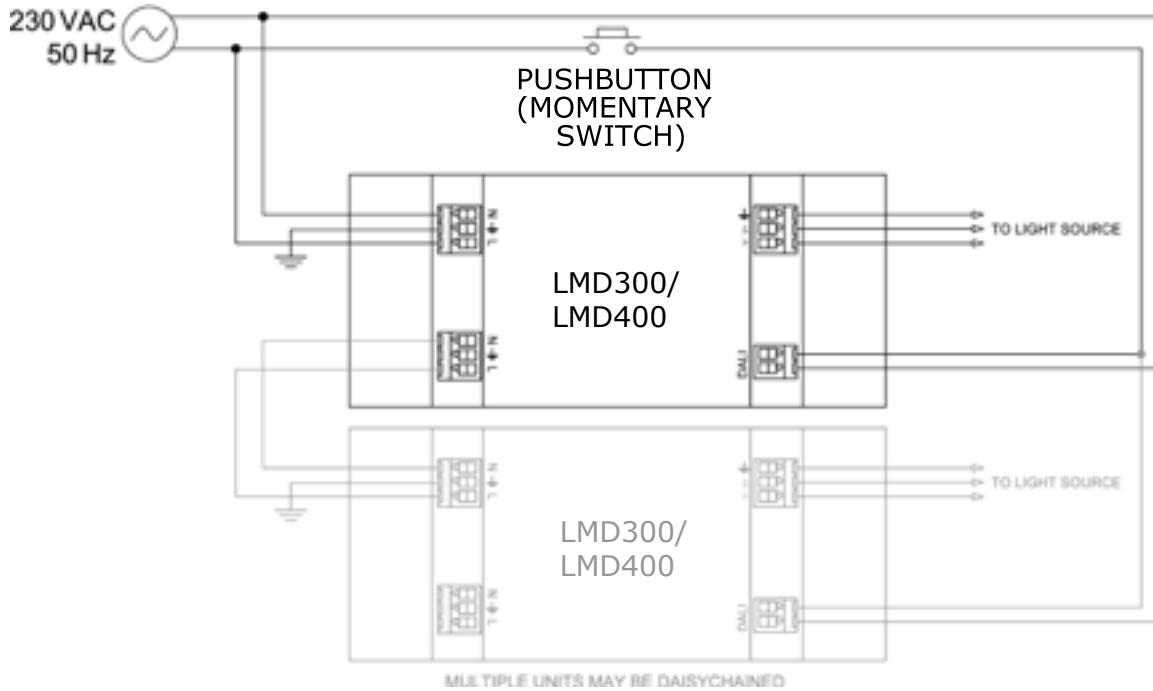 230 VAC
50 Hz
PUSHBUTTON
(MOMENTARY
SWITCH)
N
L
TO LIGHT SOURCE
LMD300/
LMD400
N
L
DALI
N
L
TO LIGHT SOURCE
LMD300/
LMD400
N
L
DALI
MULTIPLE UNITS MAY BE DAISYCHAINED